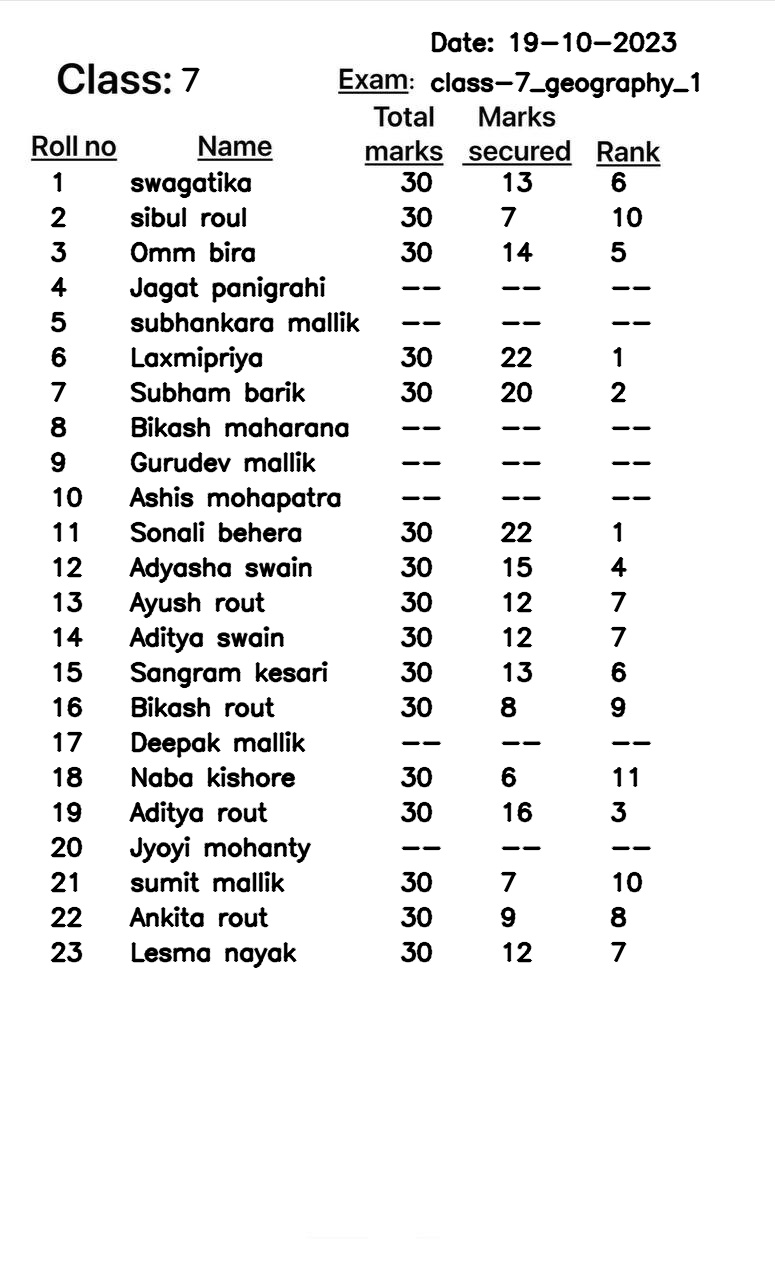 Date: 19-10-2023
Class: 7 Exam: class-7_geography_1
Roll no Name Total marks Marks secured Rank
1 swagatika 30 13 6
2 sibul roul 30 7 10
3 Omm bira 30 14 5
4 Jagat panigrahi -- -- --
5 subhankara mallik -- -- --
6 Laxmipriya 30 22 1
7 Subham barik 30 20 2
8 Bikash maharana -- -- --
9 Gurudev mallik -- -- --
10 Ashis mohapatra -- -- --
11 Sonali behera 30 22 1
12 Adyasha swain 30 15 4
13 Ayush rout 30 12 7
14 Aditya swain 30 12 7
15 Sangram kesari 30 13 6
16 Bikash rout 30 8 9
17 Deepak mallik -- -- --
18 Naba kishore 30 6 11
19 Aditya rout 30 16 3
20 Jyoyi mohanty -- -- --
21 sumit mallik 30 7 10
22 Ankita rout 30 9 8
23 Lesma nayak 30 12 7